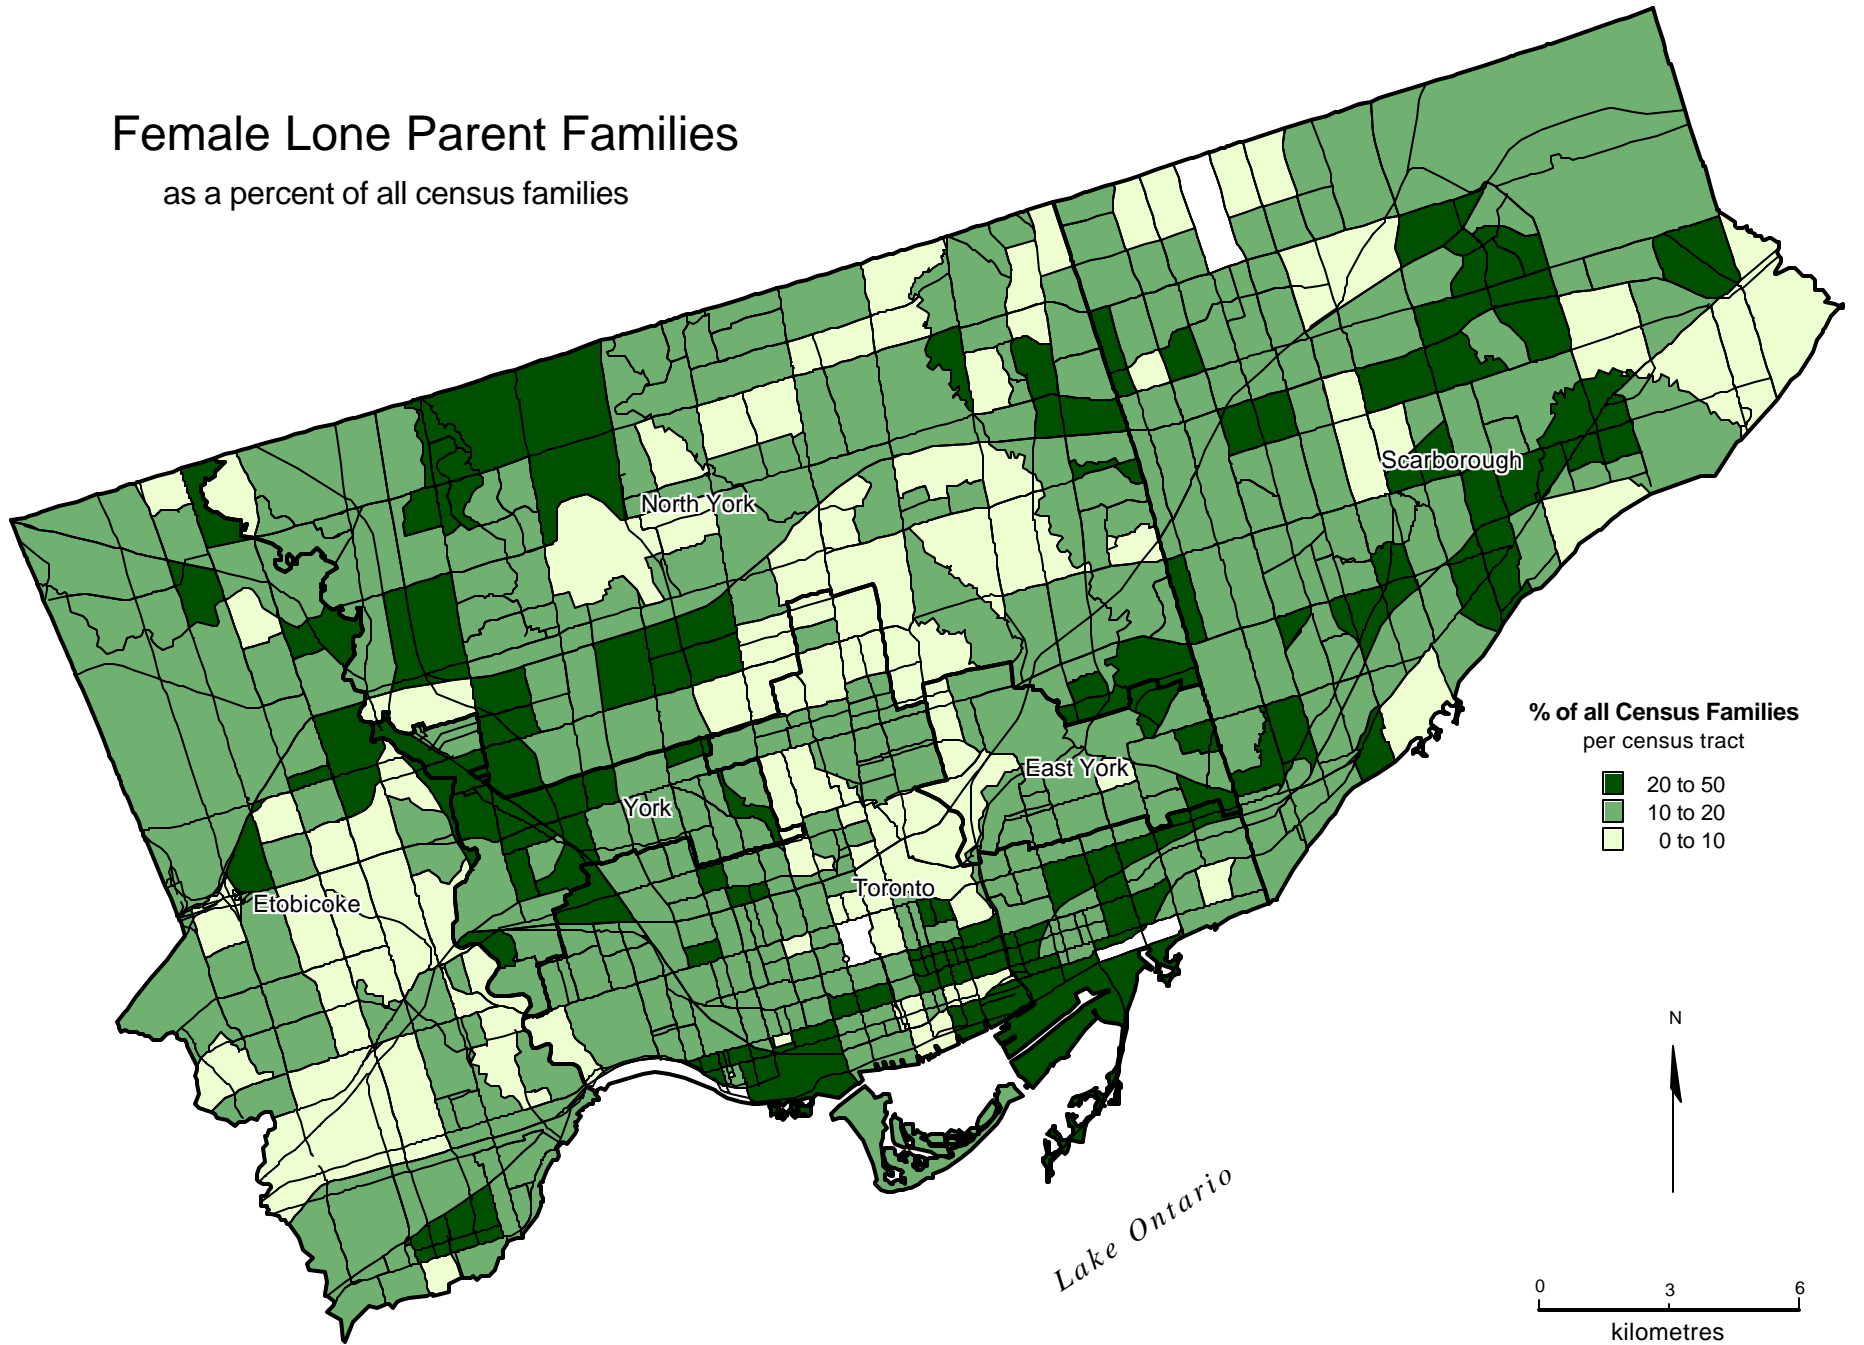 Female Lone Parent Families
as a percent of all census families
Scarborough
North York
East York
York
Toronto
Etobicoke
% of all Census Families
per census tract
20 to 50
10 to 20
0 to 10
N
Lake Ontario
0 3 6
kilometres